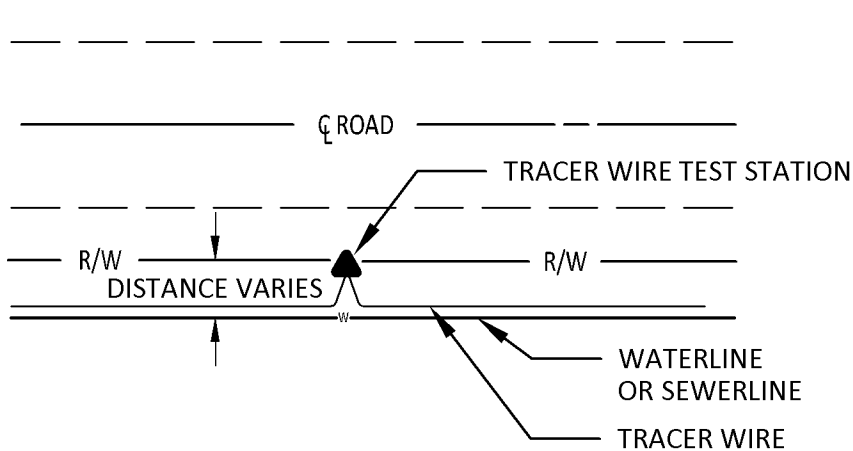 ℄ ROAD
TRACER WIRE TEST STATION
R/W
R/W
DISTANCE VARIES
W
WATERLINE
OR SEWERLINE
TRACER WIRE